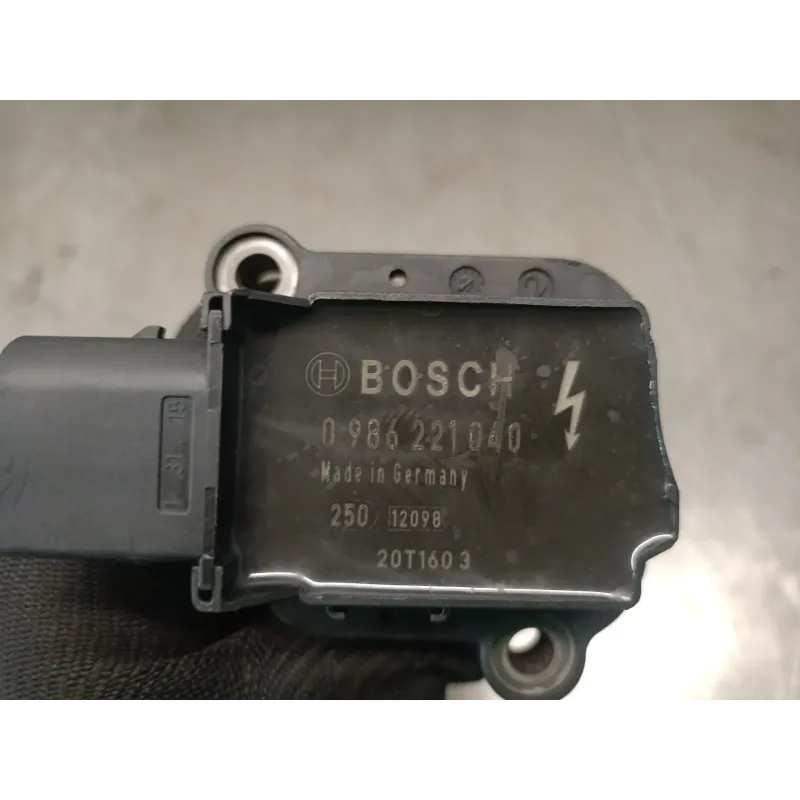 BOSCH
0 986 221 040
Made in Germany
250 12098
20T160 3